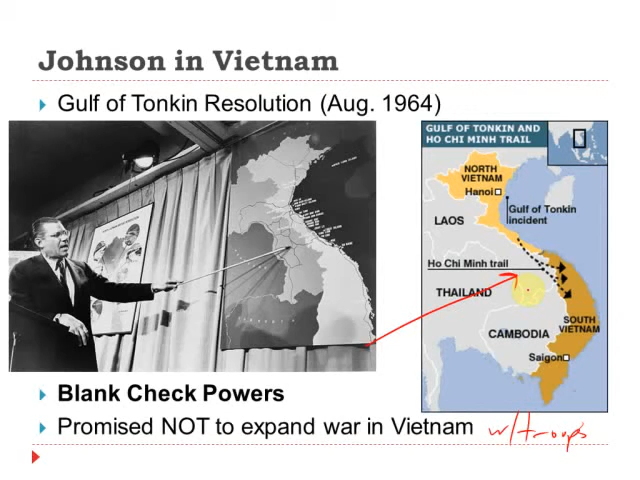 Johnson in Vietnam
Gulf of Tonkin Resolution (Aug. 1964)
GULF OF TONKIN AND
HO CHI MINH TRAIL
NORTH
VIETNAM
Hanoi
LAOS
Gulf of Tonkin
incident
Ho Chi Minh trail
THAILAND
SOUTH
VIETNAM
CAMBODIA
Saigon
Blank Check Powers
Promised NOT to expand war in Vietnam w/troops